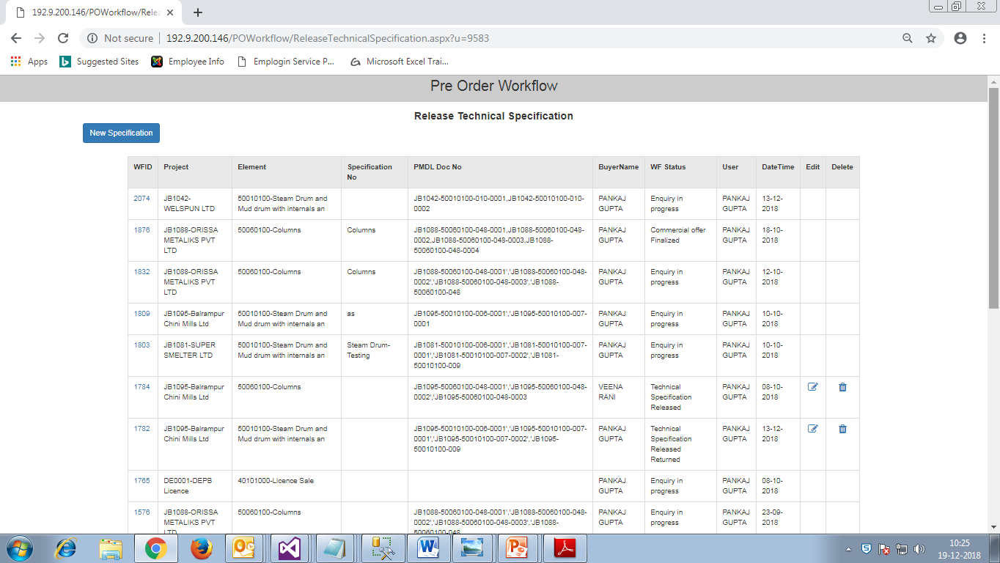 192.9.200.146/POWorkflow/Relea
Not secure 192.9.200.146/POWorkflow/ReleaseTechnicalSpecification.aspx?u=9583
Apps Suggested Sites Employee Info Emplogin Service P... Microsoft Excel Trai...
Pre Order Workflow
Release Technical Specification
New Specification
WFID Project Element Specification No PMDL Doc No BuyerName WF Status User DateTime Edit Delete
2074 JB1042-WELSPUN LTD 50010100-Steam Drum and Mud drum with internals an JB1042-50010100-010-0001,JB1042-50010100-010-0002 PANKAJ GUPTA Enquiry in progress PANKAJ GUPTA 13-12-2018
1876 JB1088-ORISSA METALIKS PVT LTD 50060100-Columns Columns JB1088-50060100-048-0001,JB1088-50060100-048-0002,JB1088-50060100-048-0003,JB1088-50060100-048-0004 PANKAJ GUPTA Commercial offer Finalized PANKAJ GUPTA 18-10-2018
1832 JB1088-ORISSA METALIKS PVT LTD 50060100-Columns Columns JB1088-50060100-048-0001','JB1088-50060100-048-0002','JB1088-50060100-048-0003','JB1088-50060100-048 PANKAJ GUPTA Enquiry in progress PANKAJ GUPTA 12-10-2018
1809 JB1095-Balrampur Chini Mills Ltd 50010100-Steam Drum and Mud drum with internals an as JB1095-50010100-006-0001','JB1095-50010100-007-0001 PANKAJ GUPTA Enquiry in progress PANKAJ GUPTA 10-10-2018
1803 JB1081-SUPER SMELTER LTD 50010100-Steam Drum and Mud drum with internals an Steam Drum-Testing JB1081-50010100-006-0001','JB1081-50010100-007-0001','JB1081-50010100-007-0002','JB1081-50010100-009 PANKAJ GUPTA Enquiry in progress PANKAJ GUPTA 10-10-2018
1784 JB1095-Balrampur Chini Mills Ltd 50060100-Columns JB1095-50060100-048-0001','JB1095-50060100-048-0002','JB1095-50060100-048-0003 VEENA RANI Technical Specification Released PANKAJ GUPTA 08-10-2018
1782 JB1095-Balrampur Chini Mills Ltd 50010100-Steam Drum and Mud drum with internals an JB1095-50010100-006-0001','JB1095-50010100-007-0001','JB1095-50010100-007-0002','JB1095-50010100-009 PANKAJ GUPTA Technical Specification Released Returned PANKAJ GUPTA 13-12-2018
1765 DE0001-DEPB Licence 40101000-Licence Sale PANKAJ GUPTA Enquiry in progress PANKAJ GUPTA 08-10-2018
1576 JB1088-ORISSA METALIKS PVT LTD 50060100-Columns JB1088-50060100-048-0001','JB1088-50060100-048-0002','JB1088-50060100-048-0003','JB1088-50060100-048 PANKAJ GUPTA Enquiry in progress PANKAJ GUPTA 23-09-2018
10:25
19-12-2018